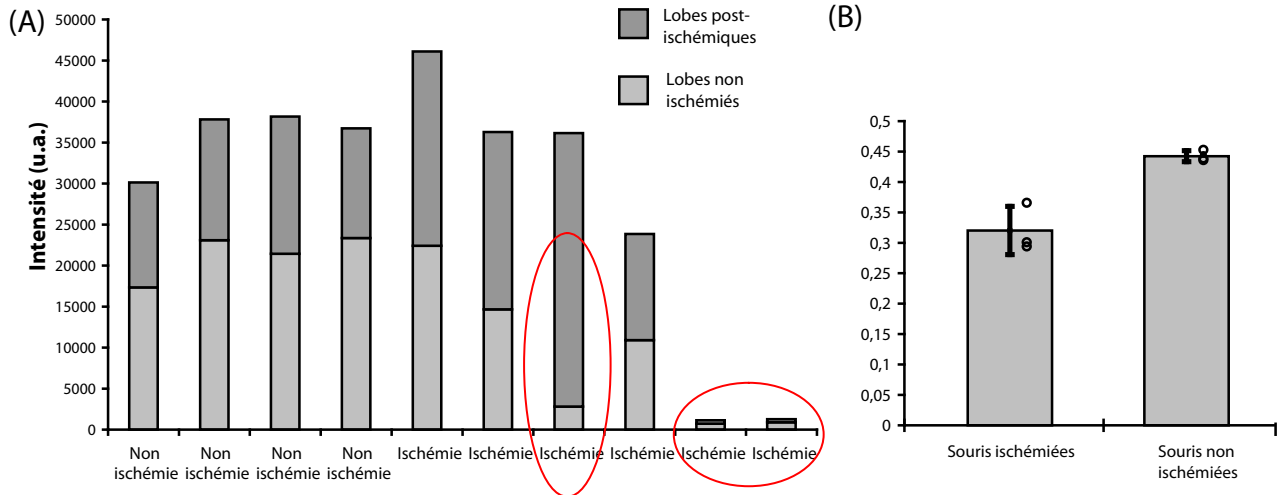 (A)
Intensité (u.a.)
50000
45000
40000
35000
30000
25000
20000
15000
10000
5000
0
Non
ischémie
Non
ischémie
Non
ischémie
Non
ischémie
Ischémie
Ischémie
Ischémie
Ischémie
Ischémie
Ischémie
Lobes post-
ischémiques
Lobes non
ischémiés
(B)
0,5
0,45
0,4
0,35
0,3
0,25
0,2
0,15
0,1
0,05
0
Souris ischémiées
Souris non
ischémiées